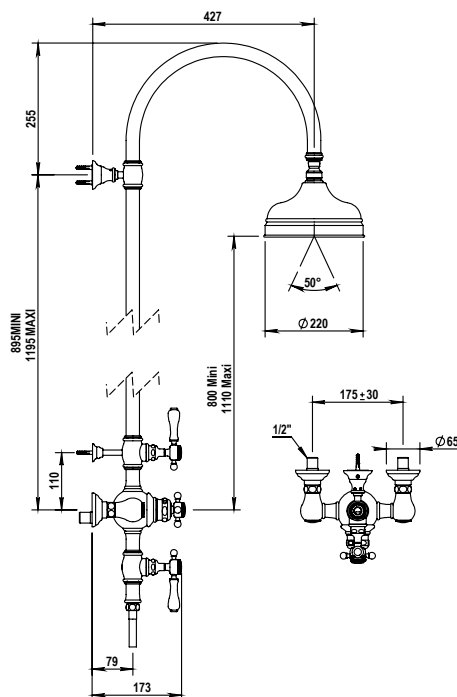 427
255
895MINI
1195 MAXI
50°
Ø 220
800 Mini
1110 Maxi
175±30
1/2"
Ø 65
110
79
173